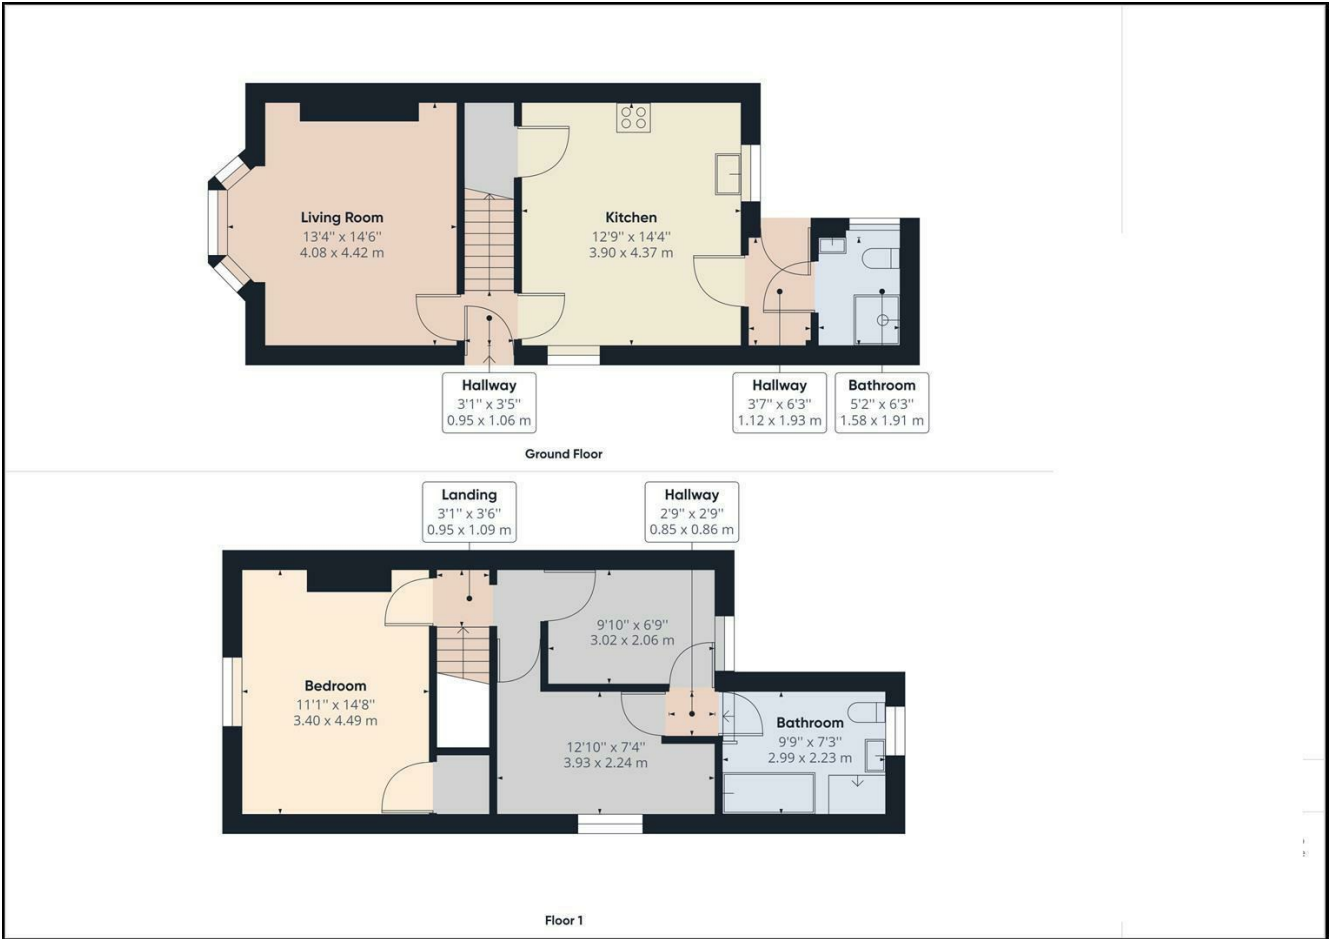 Living Room
13'4'' x 14'6''
4.08 x 4.42 m
Kitchen
12'9'' x 14'4''
3.90 x 4.37 m
Hallway
3'1'' x 3'5''
0.95 x 1.06 m
Hallway
3'7'' x 6'3''
1.12 x 1.93 m
Bathroom
5'2'' x 6'3''
1.58 x 1.91 m
Ground Floor
Landing
3'1'' x 3'6''
0.95 x 1.09 m
Hallway
2'9'' x 2'9''
0.85 x 0.86 m
9'10'' x 6'9''
3.02 x 2.06 m
Bedroom
11'1'' x 14'8''
3.40 x 4.49 m
12'10'' x 7'4''
3.93 x 2.24 m
Bathroom
9'9'' x 7'3''
2.99 x 2.23 m
Floor 1